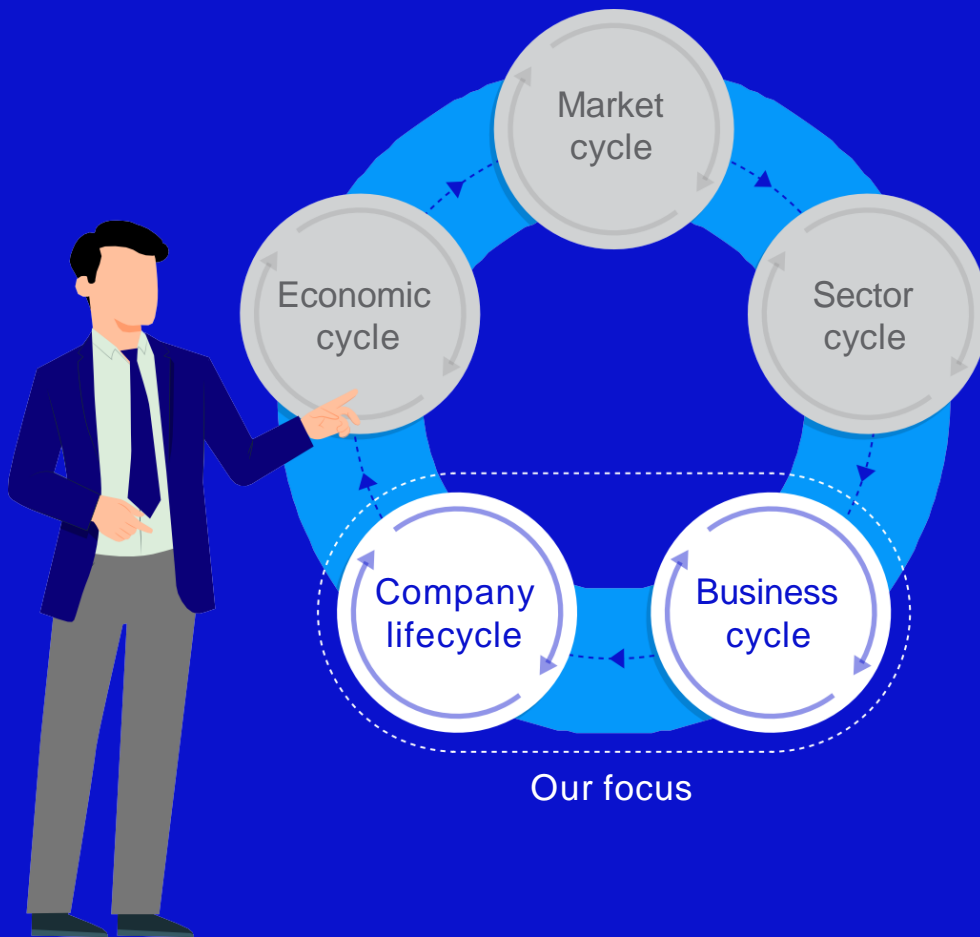 Market
cycle
Economic
cycle
Sector
cycle
Company
lifecycle
Business
cycle
Our focus